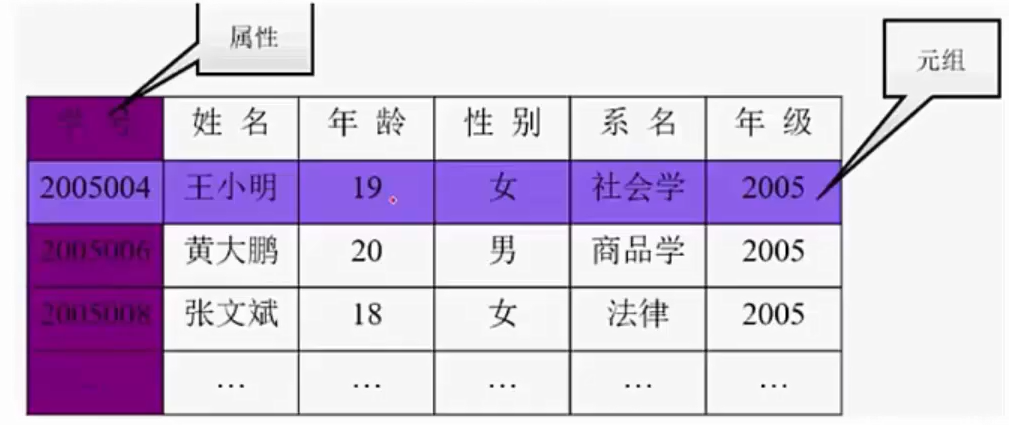 属性
元组
学 号 姓 名 年 龄 性 别 系 名 年 级
2005004 王小明 19 女 社会学 2005
2005006 黄大鹏 20 男 商品学 2005
2005008 张文斌 18 女 法律 2005
… … … … … …